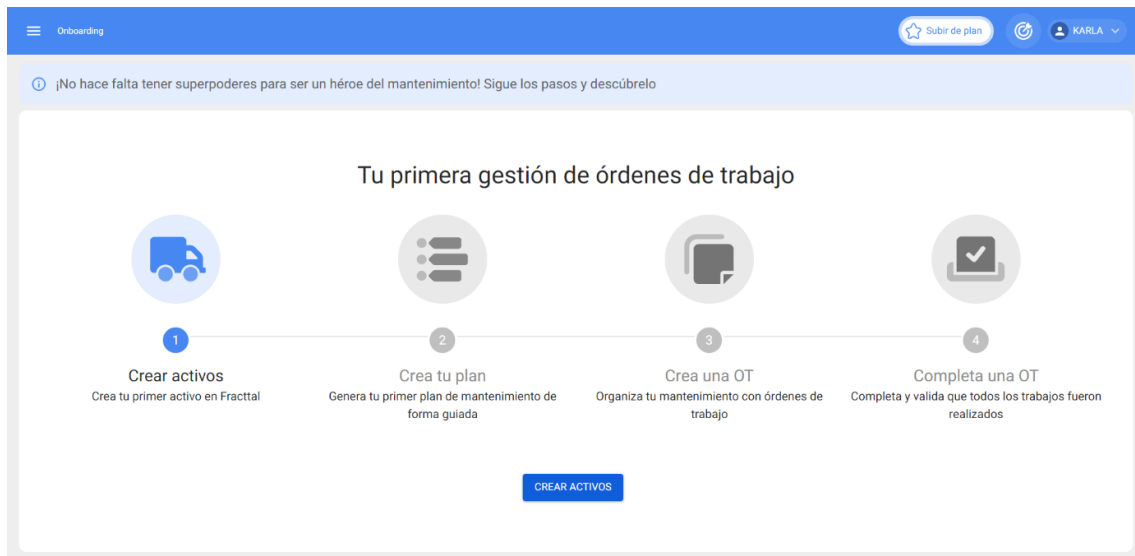 Onboarding
Subir de plan
KARLA
¡No hace falta tener superpoderes para ser un héroe del mantenimiento! Sigue los pasos y descúbrelo
Tu primera gestión de órdenes de trabajo
1
2
3
4
Crear activos
Crea tu primer activo en Fracttal
Crea tu plan
Genera tu primer plan de mantenimiento de
forma guiada
Crea una OT
Organiza tu mantenimiento con órdenes de
trabajo
Completa una OT
Completa y valida que todos los trabajos fueron
realizados
CREAR ACTIVOS